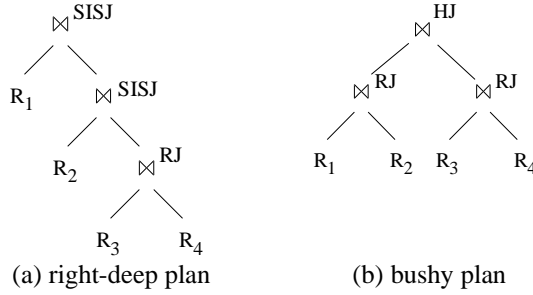 ⋈ SISJ
R1
⋈ SISJ
R2
⋈ RJ
R3 R4
(a) right-deep plan
⋈ HJ
⋈ RJ ⋈ RJ
R1 R2 R3 R4
(b) bushy plan